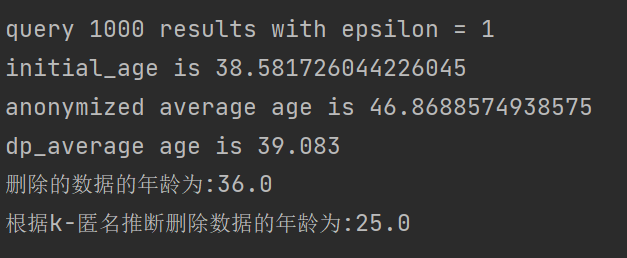 query 1000 results with epsilon = 1
initial_age is 38.581726044226045
anonymized average age is 46.8688574938575
dp_average age is 39.083
删除的数据的年龄为:36.0
根据k-匿名推断删除数据的年龄为:25.0